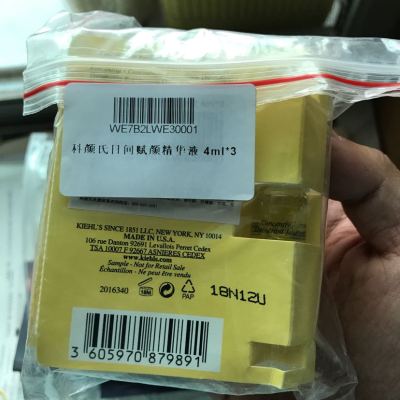 WE7B2LWE30001
科颜氏日间赋颜精华液 4ml*3
KIEHL'S SINCE 1851 LLC, NEW YORK, NY 10014
MADE IN U.S.A.
106 rue Danton 92691 Levallois Perret Cedex
TSA 10007 F 92667 ASNIERES CEDEX
www.kiehls.com
Sample - Not for Retail Sale
Échantillon - Ne peut être vendu
2016340
18M
PAP
18N12U
3 605970 879891